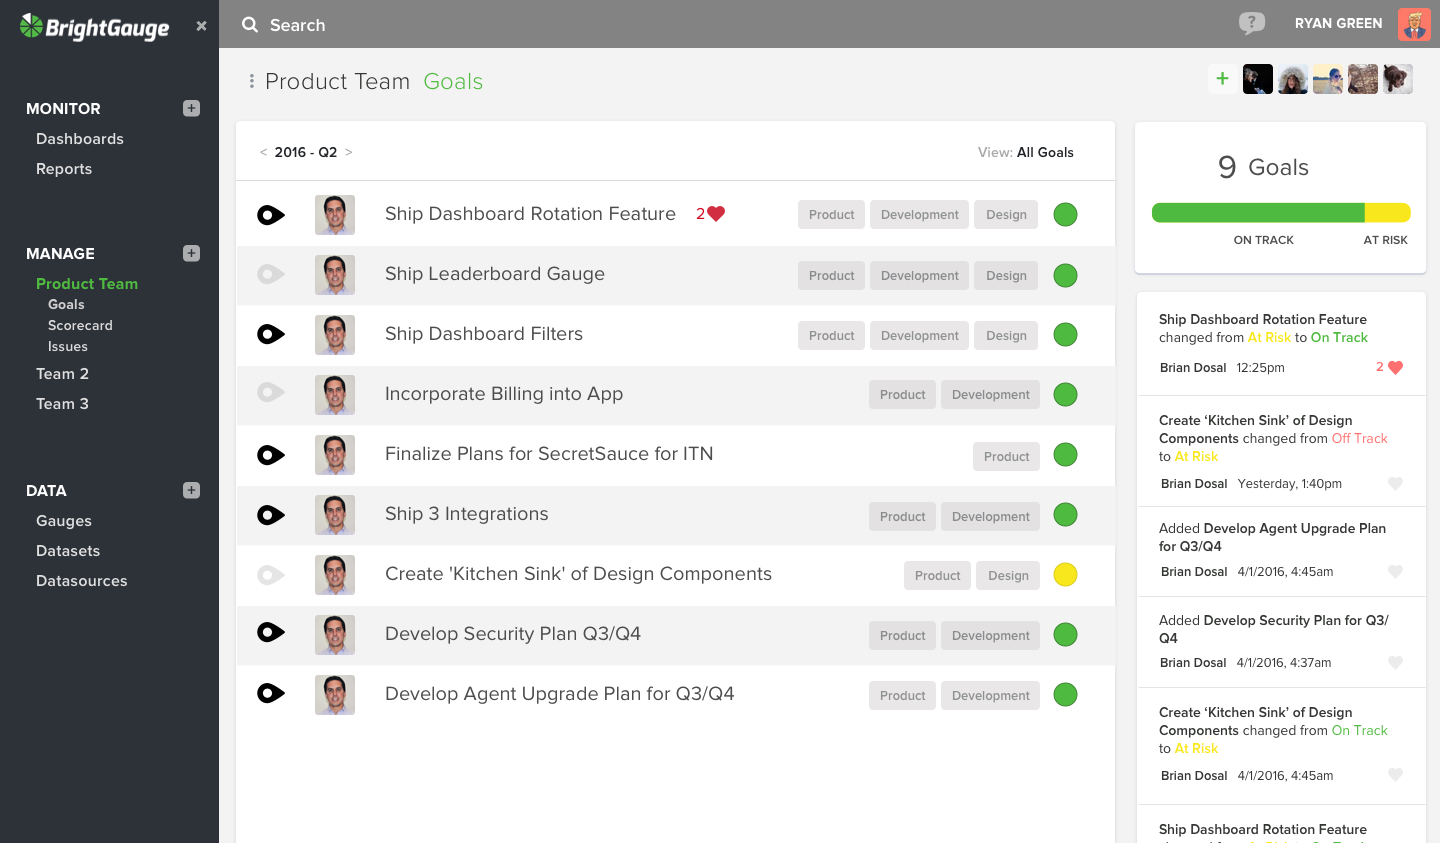 BrightGauge ×
Search
? RYAN GREEN
MONITOR +
Dashboards
Reports
MANAGE +
Product Team
Goals
Scorecard
Issues
Team 2
Team 3
DATA +
Gauges
Datasets
Datasources
Product Team Goals +
< 2016 - Q2 > View: All Goals
Ship Dashboard Rotation Feature 2 Product Development Design
Ship Leaderboard Gauge Product Development Design
Ship Dashboard Filters Product Development Design
Incorporate Billing into App Product Development
Finalize Plans for SecretSauce for ITN Product
Ship 3 Integrations Product Development
Create 'Kitchen Sink' of Design Components Product Design
Develop Security Plan Q3/Q4 Product Development
Develop Agent Upgrade Plan for Q3/Q4 Product Development
9 Goals
ON TRACK AT RISK
Ship Dashboard Rotation Feature
changed from At Risk to On Track
Brian Dosal 12:25pm 2
Create ‘Kitchen Sink’ of Design
Components changed from Off Track
to At Risk
Brian Dosal Yesterday, 1:40pm
Added Develop Agent Upgrade Plan
for Q3/Q4
Brian Dosal 4/1/2016, 4:45am
Added Develop Security Plan for Q3/
Q4
Brian Dosal 4/1/2016, 4:37am
Create ‘Kitchen Sink’ of Design
Components changed from On Track
to At Risk
Brian Dosal 4/1/2016, 4:45am
Ship Dashboard Rotation Feature